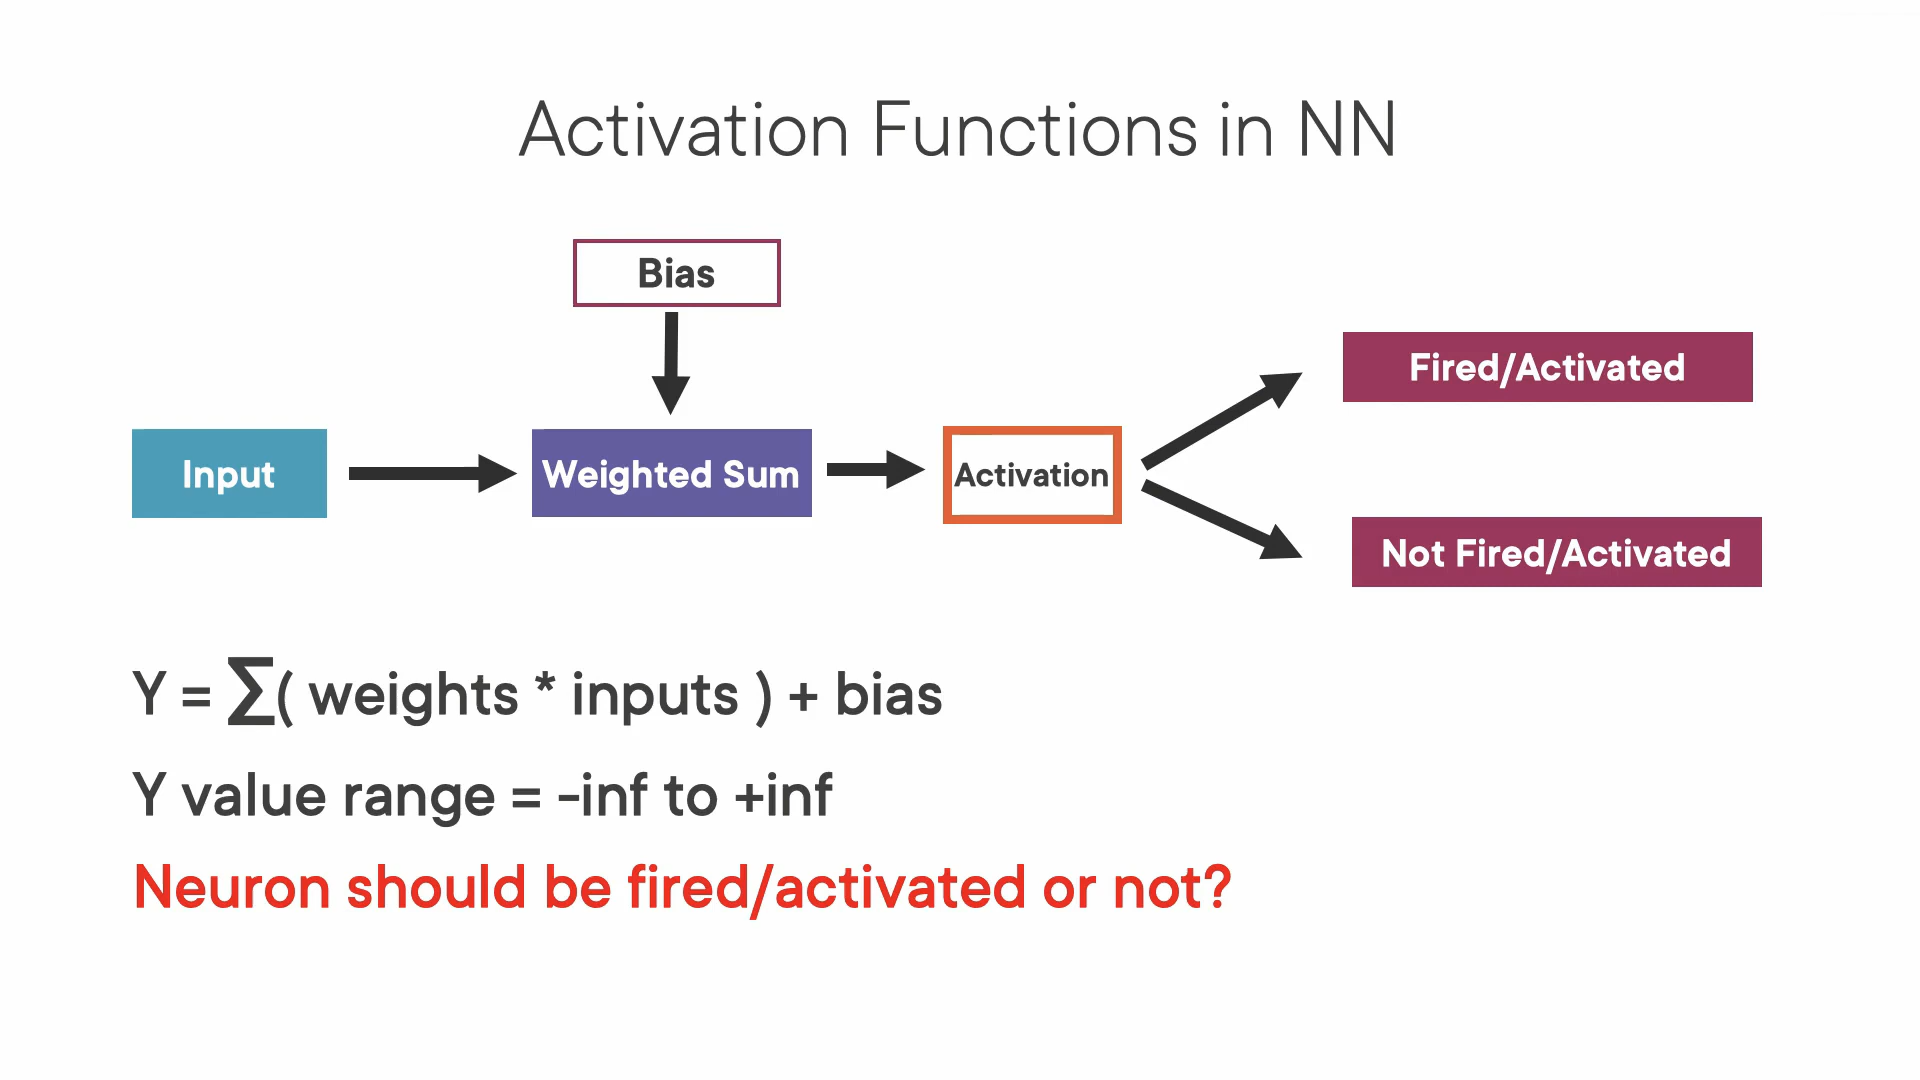 Activation Functions in NN
Bias
Fired/Activated
Input
Weighted Sum
Activation
Not Fired/Activated
Y = ∑( weights * inputs ) + bias
Y value range = -inf to +inf
Neuron should be fired/activated or not?